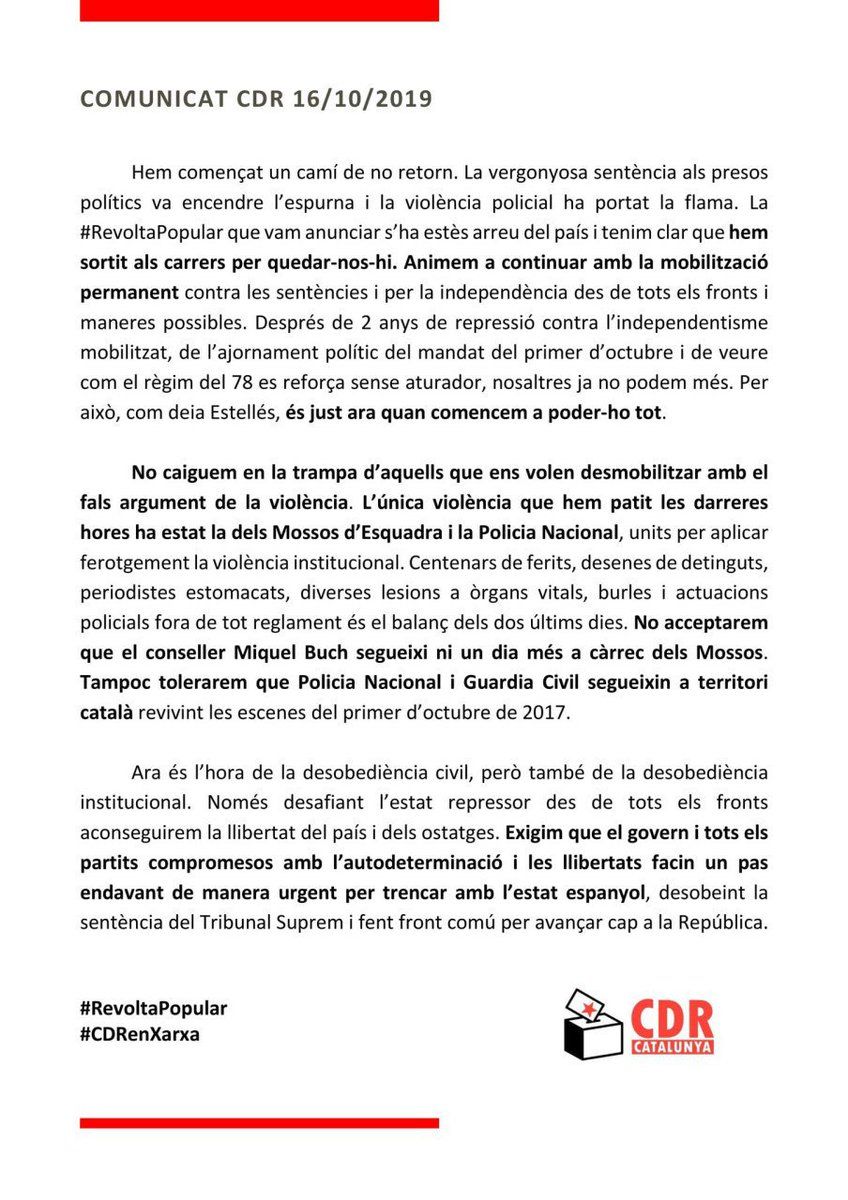 COMUNICAT CDR 16/10/2019
Hem començat un camí de no retorn. La vergonyosa sentència als presos
polítics va encendre l’espurna i la violència policial ha portat la flama. La
#RevoltaPopular que vam anunciar s’ha estès arreu del país i tenim clar que hem
sortit als carrers per quedar-nos-hi. Animem a continuar amb la mobilització
permanent contra les sentències i per la independència des de tots els fronts i
maneres possibles. Després de 2 anys de repressió contra l’independentisme
mobilitzat, de l’ajornament polític del mandat del primer d’octubre i de veure
com el règim del 78 es reforça sense aturador, nosaltres ja no podem més. Per
això, com deia Estellés, és just ara quan comencem a poder-ho tot.
No caiguem en la trampa d’aquells que ens volen desmobilitzar amb el
fals argument de la violència. L’única violència que hem patit les darreres
hores ha estat la dels Mossos d’Esquadra i la Policia Nacional, units per aplicar
ferotgement la violència institucional. Centenars de ferits, desenes de detinguts,
periodistes estomacats, diverses lesions a òrgans vitals, burles i actuacions
policials fora de tot reglament és el balanç dels dos últims dies. No acceptarem
que el conseller Miquel Buch segueixi ni un dia més a càrrec dels Mossos.
Tampoc tolerarem que Policia Nacional i Guardia Civil segueixin a territori
català revivint les escenes del primer d’octubre de 2017.
Ara és l’hora de la desobediència civil, però també de la desobediència
institucional. Només desafiant l’estat repressor des de tots els fronts
aconseguirem la llibertat del país i dels ostatges. Exigim que el govern i tots els
partits compromesos amb l’autodeterminació i les llibertats facin un pas
endavant de manera urgent per trencar amb l’estat espanyol, desobeint la
sentència del Tribunal Suprem i fent front comú per avançar cap a la República.
#RevoltaPopular
#CDRenXarxa
CDR
CATALUNYA